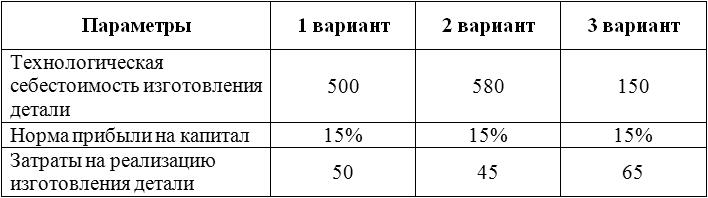 Параметры 1 вариант 2 вариант 3 вариант
Технологическая
себестоимость изготовления
детали
500 580 150
Норма прибыли на капитал 15% 15% 15%
Затраты на реализацию
изготовления детали
50 45 65